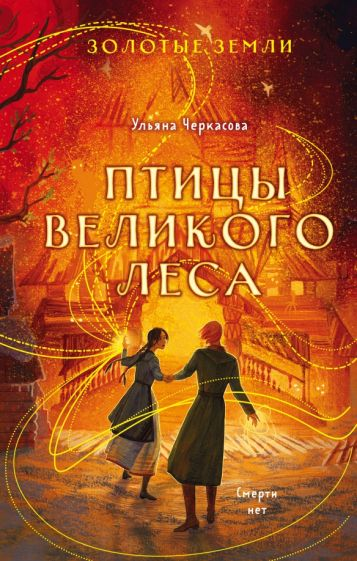 ЗОЛОТЫЕ ЗЕМЛИ
Ульяна Черкасова
ПТИЦЫ
ВЕЛИКОГО
ЛЕСА
Смерти
нет